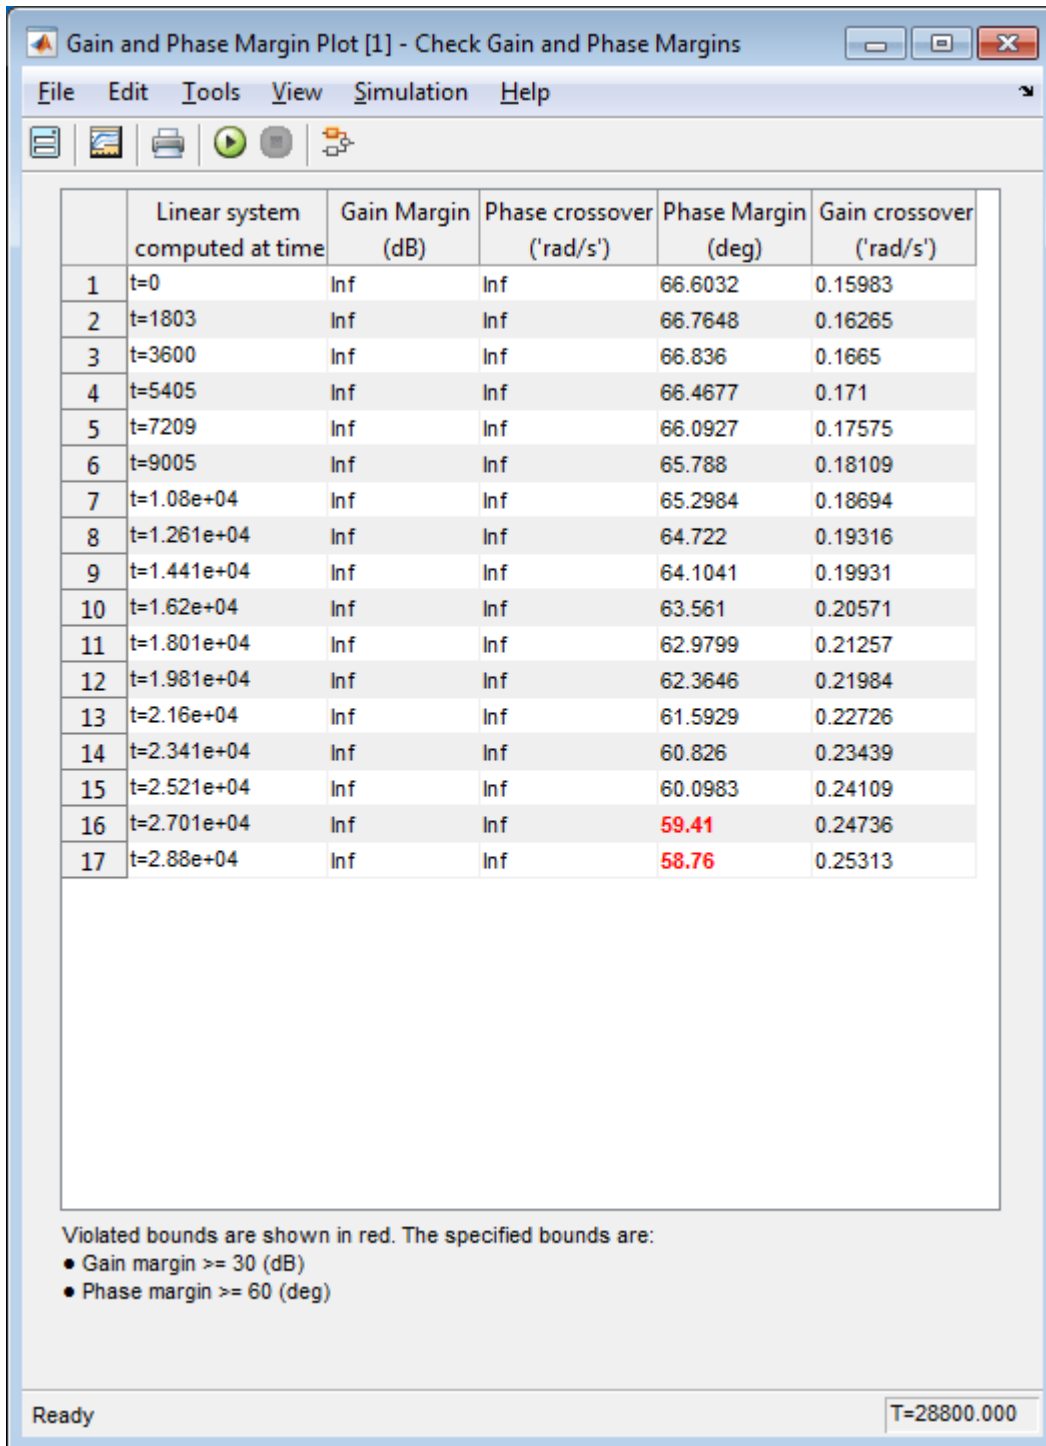 Gain and Phase Margin Plot [1] - Check Gain and Phase Margins
File Edit Tools View Simulation Help
Linear system Gain Margin Phase crossover Phase Margin Gain crossover
computed at time (dB) ('rad/s') (deg) ('rad/s')
1 t=0 Inf Inf 66.6032 0.15983
2 t=1803 Inf Inf 66.7648 0.16265
3 t=3600 Inf Inf 66.836 0.1665
4 t=5405 Inf Inf 66.4677 0.171
5 t=7209 Inf Inf 66.0927 0.17575
6 t=9005 Inf Inf 65.788 0.18109
7 t=1.08e+04 Inf Inf 65.2984 0.18694
8 t=1.261e+04 Inf Inf 64.722 0.19316
9 t=1.441e+04 Inf Inf 64.1041 0.19931
10 t=1.62e+04 Inf Inf 63.561 0.20571
11 t=1.801e+04 Inf Inf 62.9799 0.21257
12 t=1.981e+04 Inf Inf 62.3646 0.21984
13 t=2.16e+04 Inf Inf 61.5929 0.22726
14 t=2.341e+04 Inf Inf 60.826 0.23439
15 t=2.521e+04 Inf Inf 60.0983 0.24109
16 t=2.701e+04 Inf Inf 59.41 0.24736
17 t=2.88e+04 Inf Inf 58.76 0.25313
Violated bounds are shown in red. The specified bounds are:
● Gain margin >= 30 (dB)
● Phase margin >= 60 (deg)
Ready T=28800.000